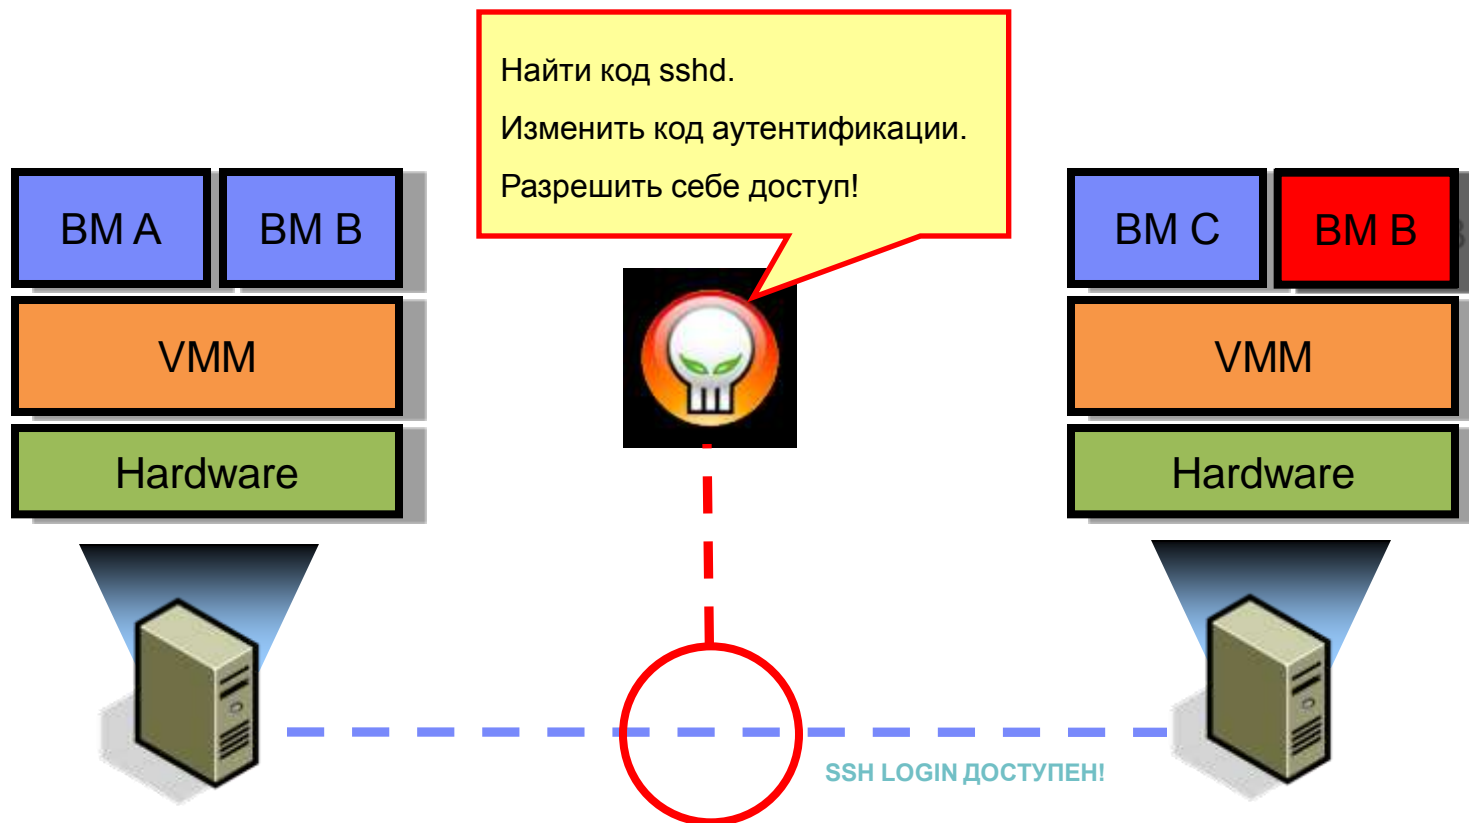 Найти код sshd.
Изменить код аутентификации.
Разрешить себе доступ!
ВМ A
ВМ B
ВМ C
ВМ B
VMM
VMM
Hardware
Hardware
SSH LOGIN ДОСТУПЕН!